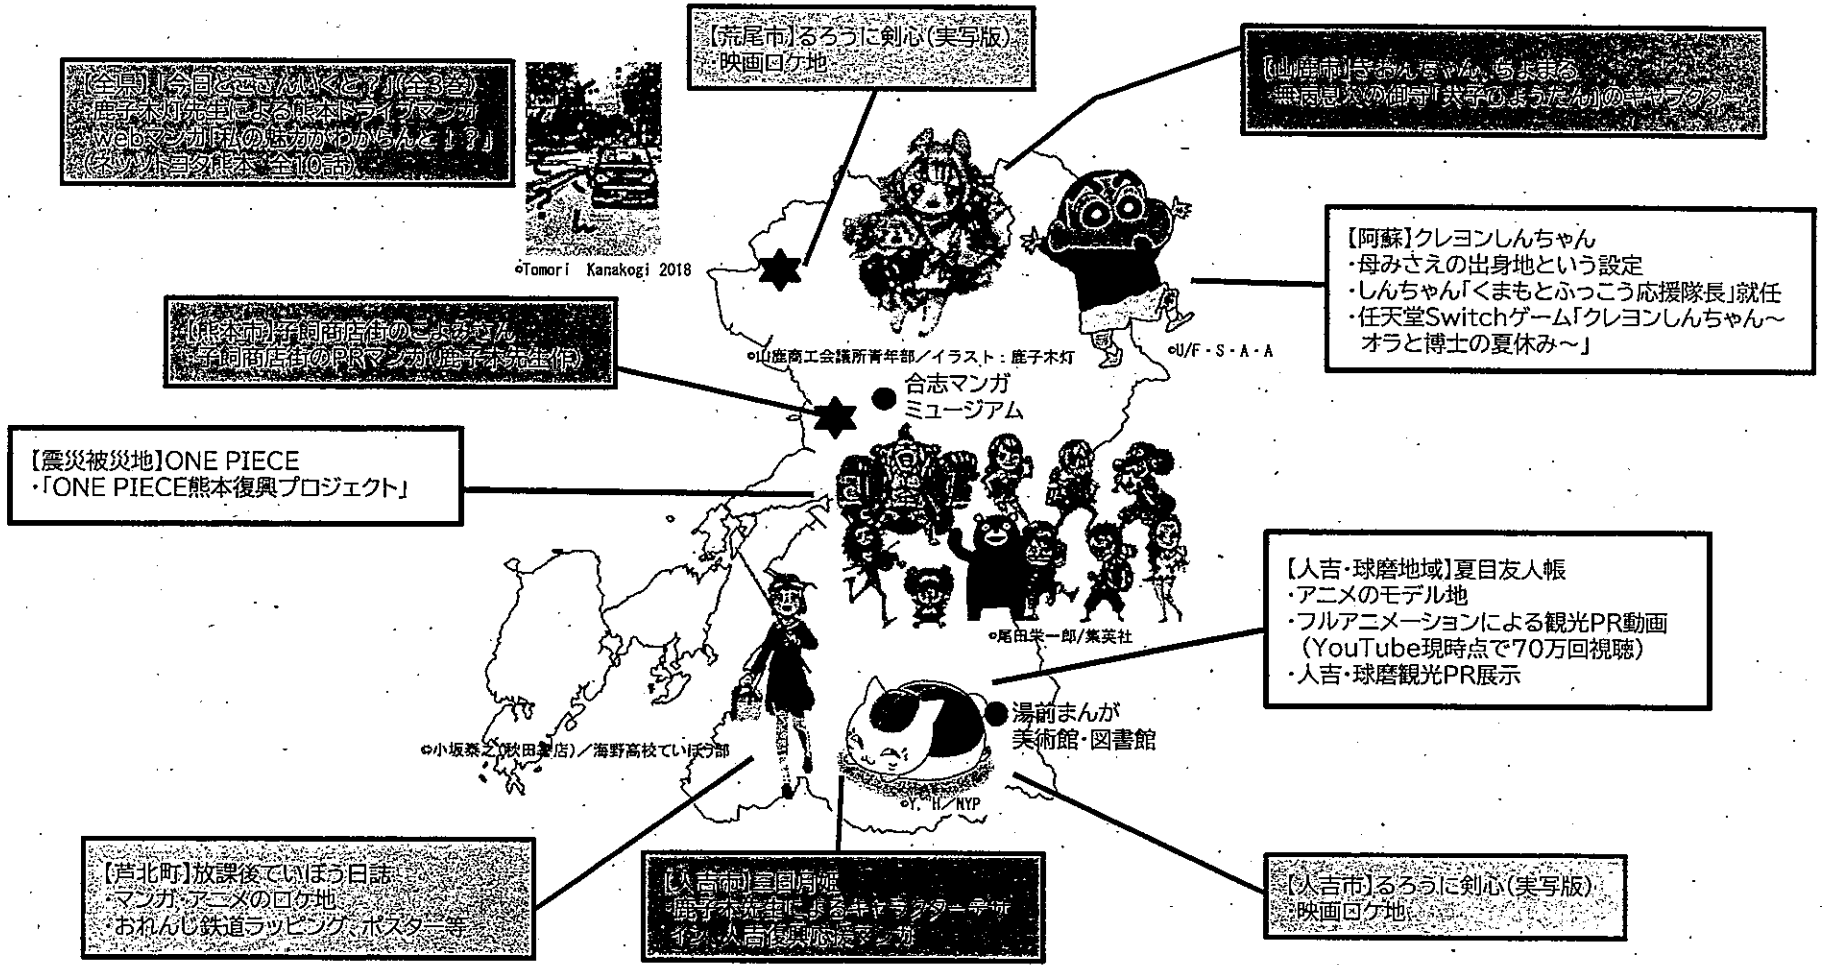 【荒尾市】るろうに剣心（実写版）
・映画ロケ地
【全県】「今日どこさんいくと？」（全3巻）
・鹿子木灯先生による熊本ドライブマンガ
webマンガ「私の魅力がわからんと！？」
（ネッツトヨタ熊本 全10話）
©Tomori Kanakogi 2018
【山鹿市】
無病息災の御守「犬子ひょうたん」のキャラクター
【阿蘇】クレヨンしんちゃん
・母みさえの出身地という設定
・しんちゃん「くまもとふっこう応援隊長」就任
・任天堂Switchゲーム「クレヨンしんちゃん～
オラと博士の夏休み～」
©U/F・S・A・A
©山鹿商工会議所青年部／イラスト：鹿子木灯
【熊本市】子飼商店街のこよみさん
・子飼商店街のPRマンガ（鹿子木先生作）
合志マンガ
ミュージアム
【震災被災地】ONE PIECE
・「ONE PIECE熊本復興プロジェクト」
©尾田栄一郎/集英社
【人吉・球磨地域】夏目友人帳
・アニメのモデル地
・フルアニメーションによる観光PR動画
（YouTube現時点で70万回視聴）
・人吉・球磨観光PR展示
湯前まんが
美術館・図書館
©小坂泰之（秋田書店）／海野高校ていぼう部
©Y. H／NYP
【芦北町】放課後ていぼう日誌
・マンガ、アニメのロケ地
・おれんじ鉄道ラッピング、ポスター等
【人吉市】
・鹿子木先生によるキャラクターデザ
イン、人吉復興応援マンガ
【人吉市】るろうに剣心（実写版）
・映画ロケ地